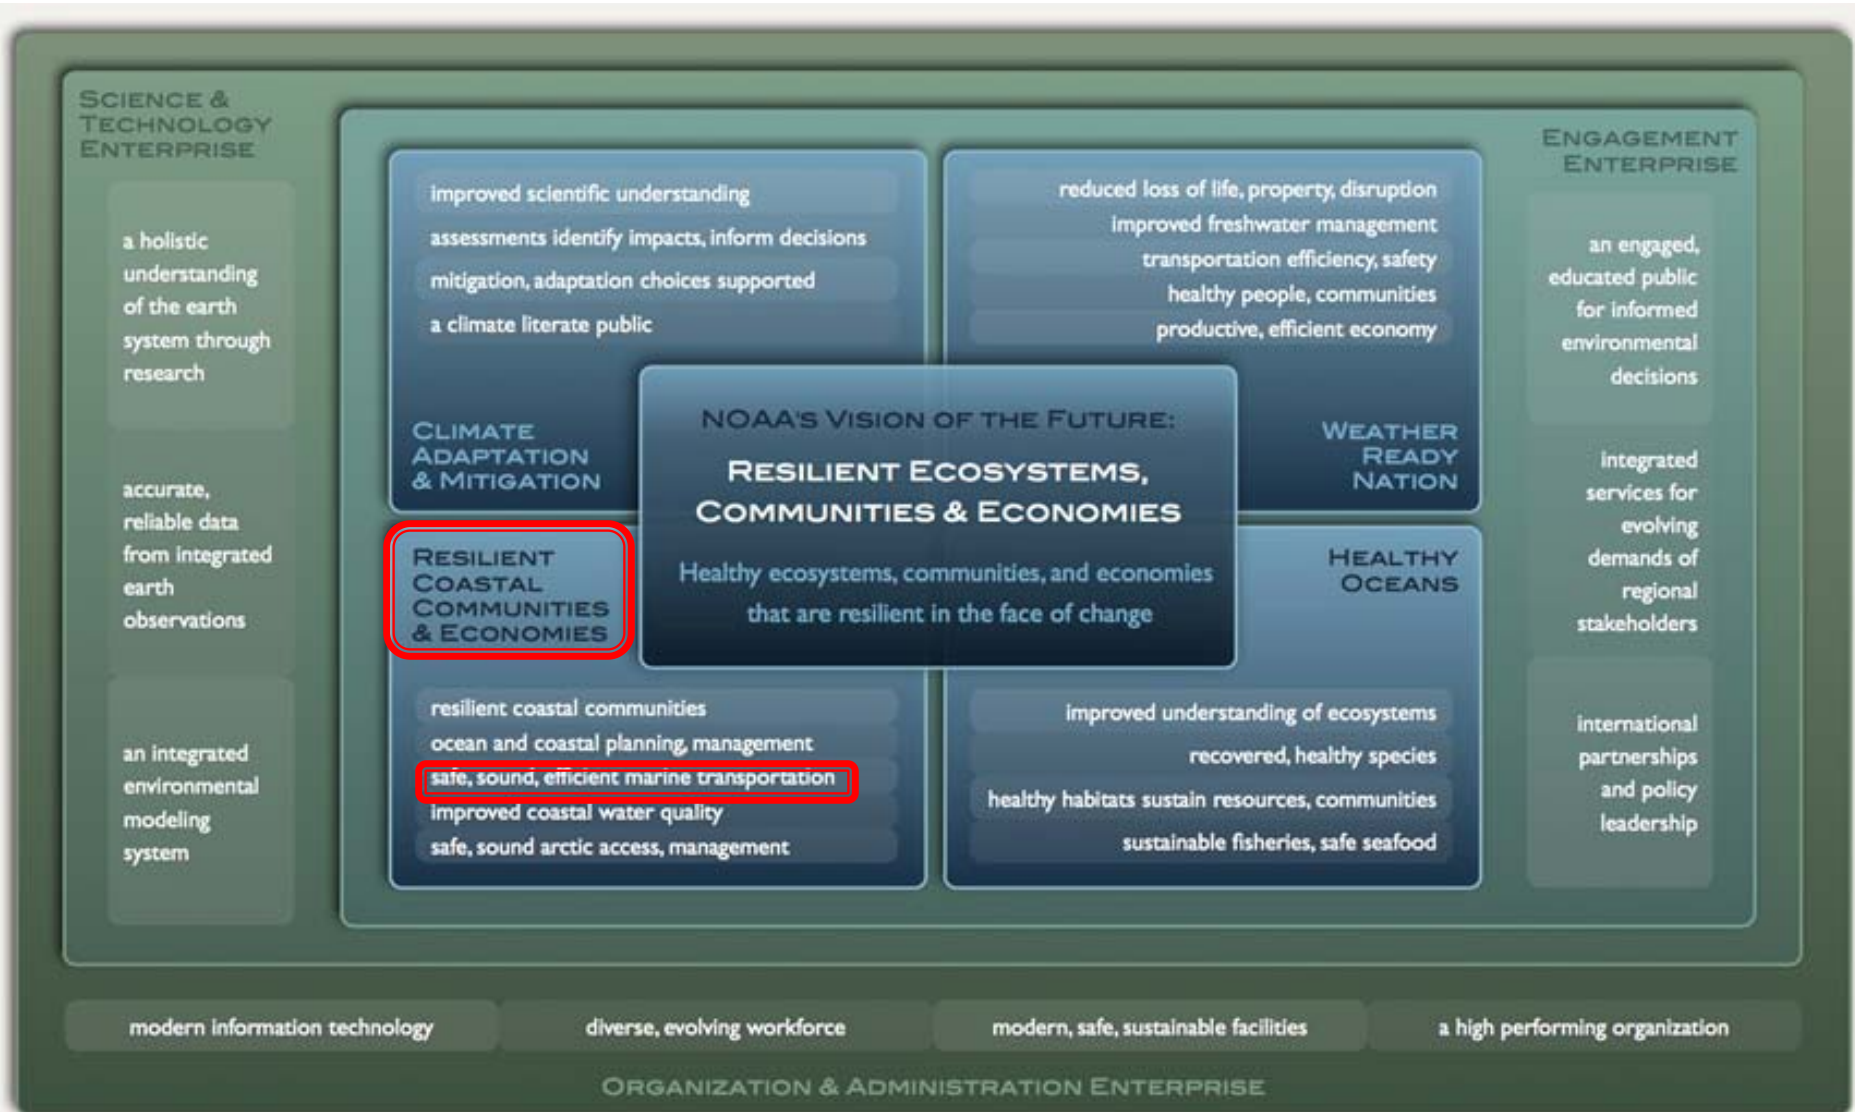 SCIENCE &
TECHNOLOGY
ENTERPRISE
a holistic
understanding
of the earth
system through
research
accurate,
reliable data
from integrated
earth
observations
an integrated
environmental
modeling
system
improved scientific understanding
assessments identify impacts, inform decisions
mitigation, adaptation choices supported
a climate literate public
CLIMATE
ADAPTATION
& MITIGATION
reduced loss of life, property, disruption
improved freshwater management
transportation efficiency, safety
healthy people, communities
productive, efficient economy
WEATHER
READY
NATION
NOAA'S VISION OF THE FUTURE:
RESILIENT ECOSYSTEMS,
COMMUNITIES & ECONOMIES
Healthy ecosystems, communities, and economies
that are resilient in the face of change
RESILIENT
COASTAL
COMMUNITIES
& ECONOMIES
resilient coastal communities
ocean and coastal planning, management
safe, sound, efficient marine transportation
improved coastal water quality
safe, sound arctic access, management
HEALTHY
OCEANS
improved understanding of ecosystems
recovered, healthy species
healthy habitats sustain resources, communities
sustainable fisheries, safe seafood
ENGAGEMENT
ENTERPRISE
an engaged,
educated public
for informed
environmental
decisions
integrated
services for
evolving
demands of
regional
stakeholders
international
partnerships
and policy
leadership
modern information technology
diverse, evolving workforce
modern, safe, sustainable facilities
a high performing organization
ORGANIZATION & ADMINISTRATION ENTERPRISE